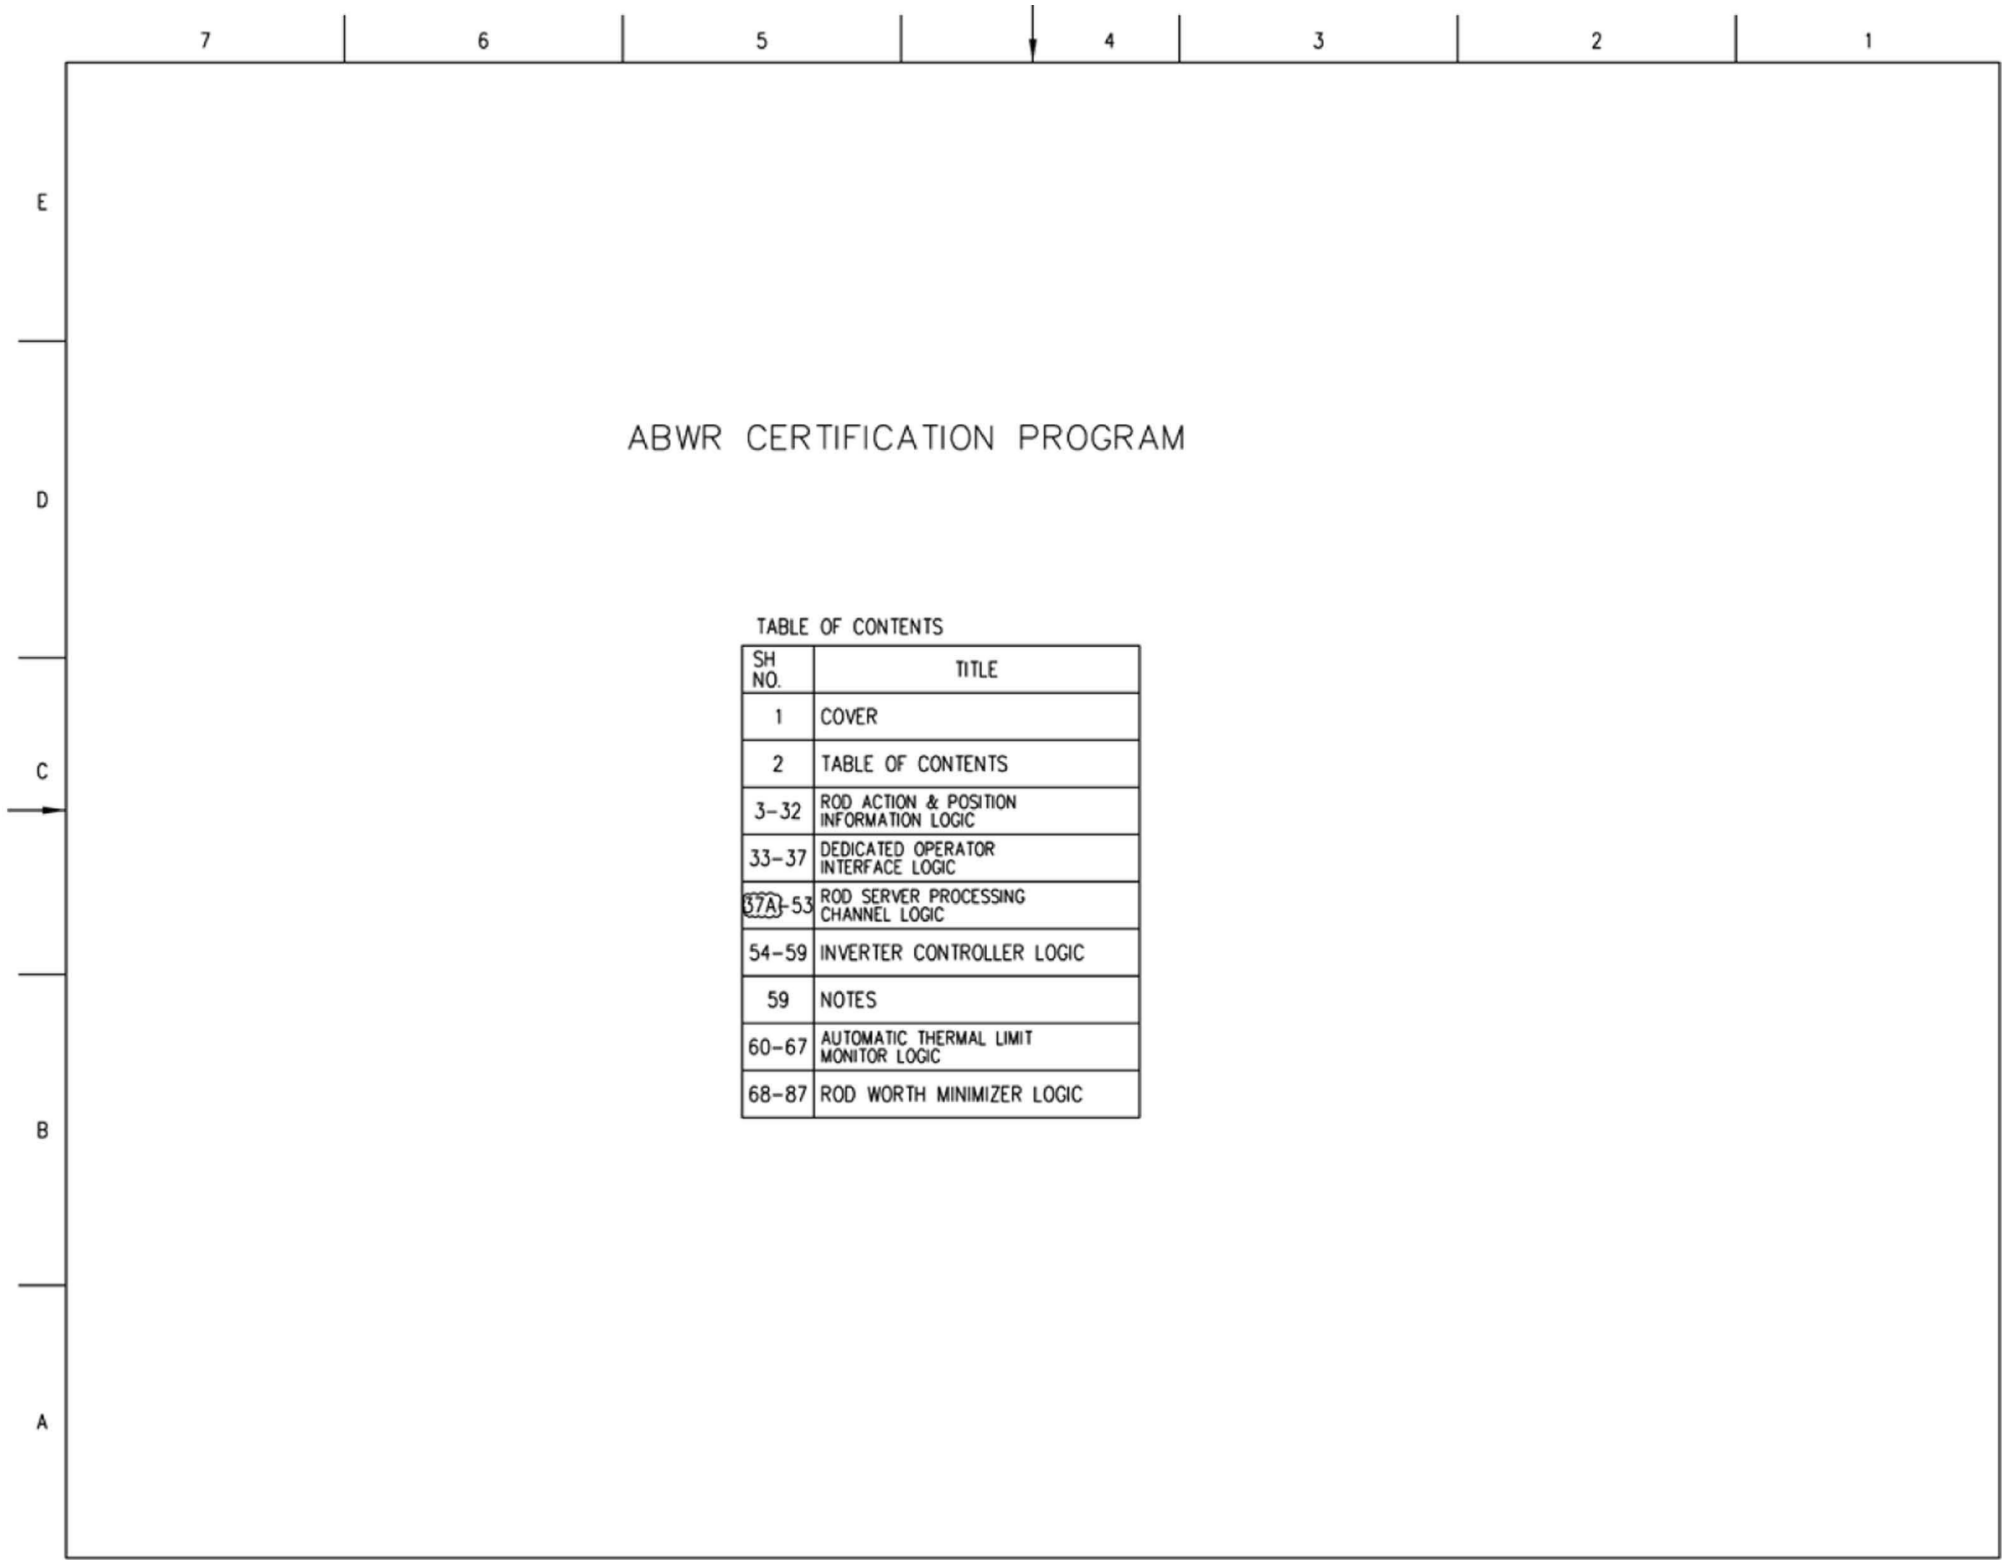 7 6 5 4 3 2 1
E
ABWR CERTIFICATION PROGRAM
D
TABLE OF CONTENTS
SH
NO.
TITLE
1 COVER
2 TABLE OF CONTENTS
C
3-32 ROD ACTION & POSITION
INFORMATION LOGIC
33-37 DEDICATED OPERATOR
INTERFACE LOGIC
37A-53 ROD SERVER PROCESSING
CHANNEL LOGIC
54-59 INVERTER CONTROLLER LOGIC
59 NOTES
60-67 AUTOMATIC THERMAL LIMIT
MONITOR LOGIC
68-87 ROD WORTH MINIMIZER LOGIC
B
A